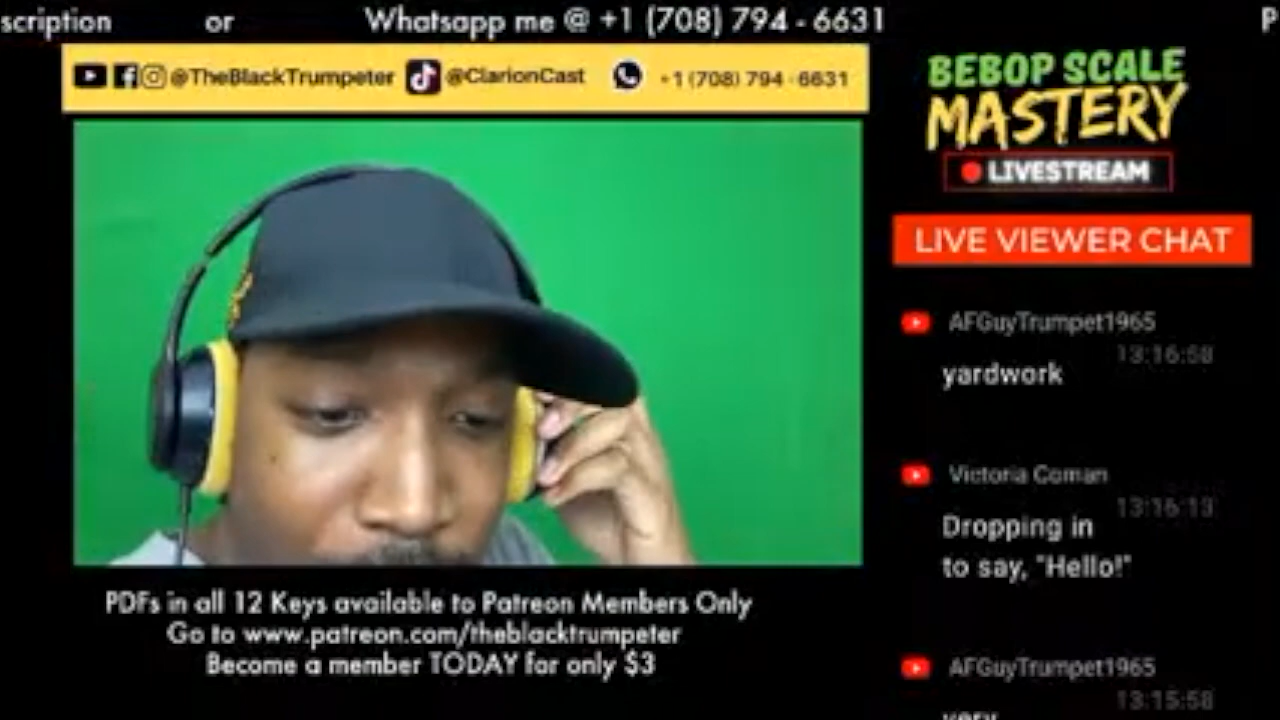 scription or Whatsapp me @ +1 (708) 794 - 6631 P
@TheBlackTrumpeter @ClarionCast +1 (708) 794 - 6631
BEBOP SCALE
MASTERY
LIVESTREAM
LIVE VIEWER CHAT
AFGuyTrumpet1965
13:16:58
yardwork
Victoria Coman
13:16:13
Dropping in
to say, "Hello!"
AFGuyTrumpet1965
13:15:58
very
PDFs in all 12 Keys available to Patreon Members Only
Go to www.patreon.com/theblacktrumpeter
Become a member TODAY for only $3